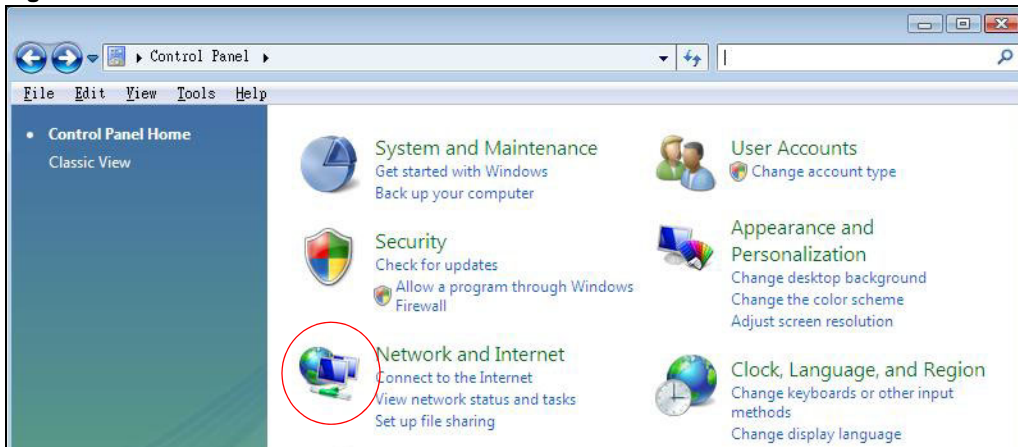 Control Panel
File Edit View Tools Help
Control Panel Home
Classic View
System and Maintenance
Get started with Windows
Back up your computer
Security
Check for updates
Allow a program through Windows
Firewall
Network and Internet
Connect to the Internet
View network status and tasks
Set up file sharing
User Accounts
Change account type
Appearance and
Personalization
Change desktop background
Change the color scheme
Adjust screen resolution
Clock, Language, and Region
Change keyboards or other input
methods
Change display language